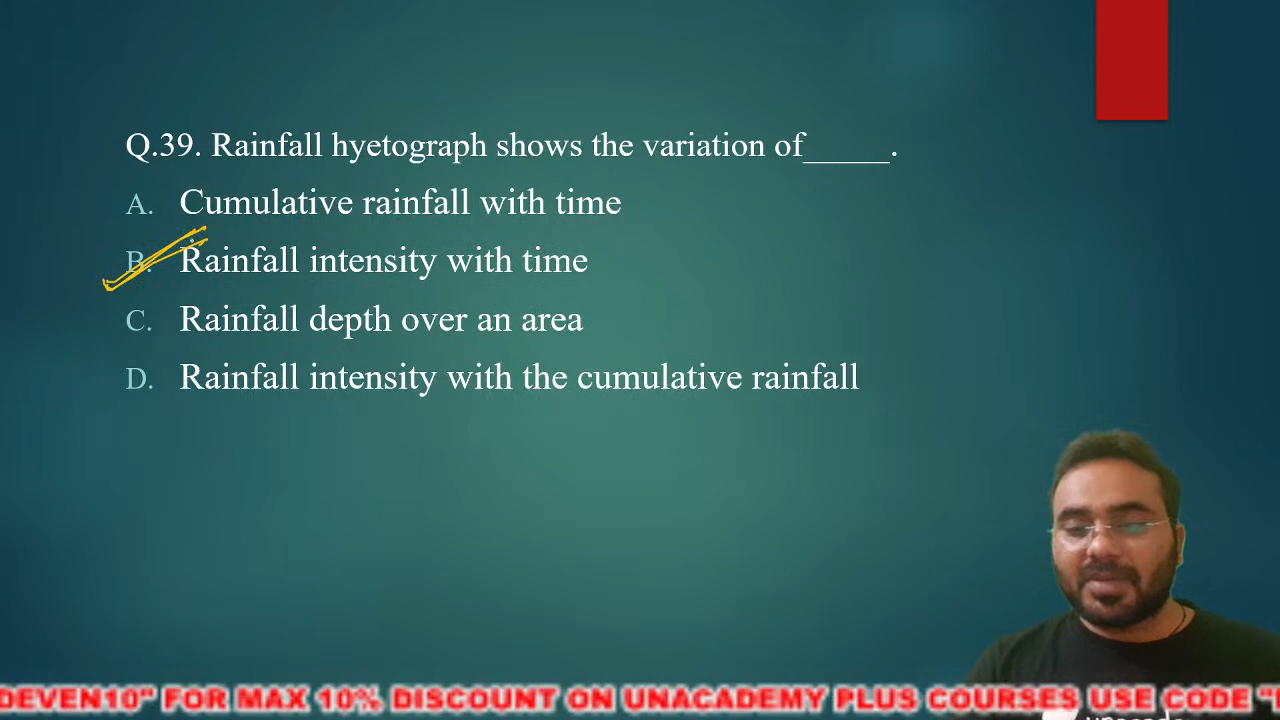 Q.39. Rainfall hyetograph shows the variation of_____.
A. Cumulative rainfall with time
B. Rainfall intensity with time
C. Rainfall depth over an area
D. Rainfall intensity with the cumulative rainfall
DEVEN10" FOR MAX 10% DISCOUNT ON UNACADEMY PLUS COURSES USE CODE "